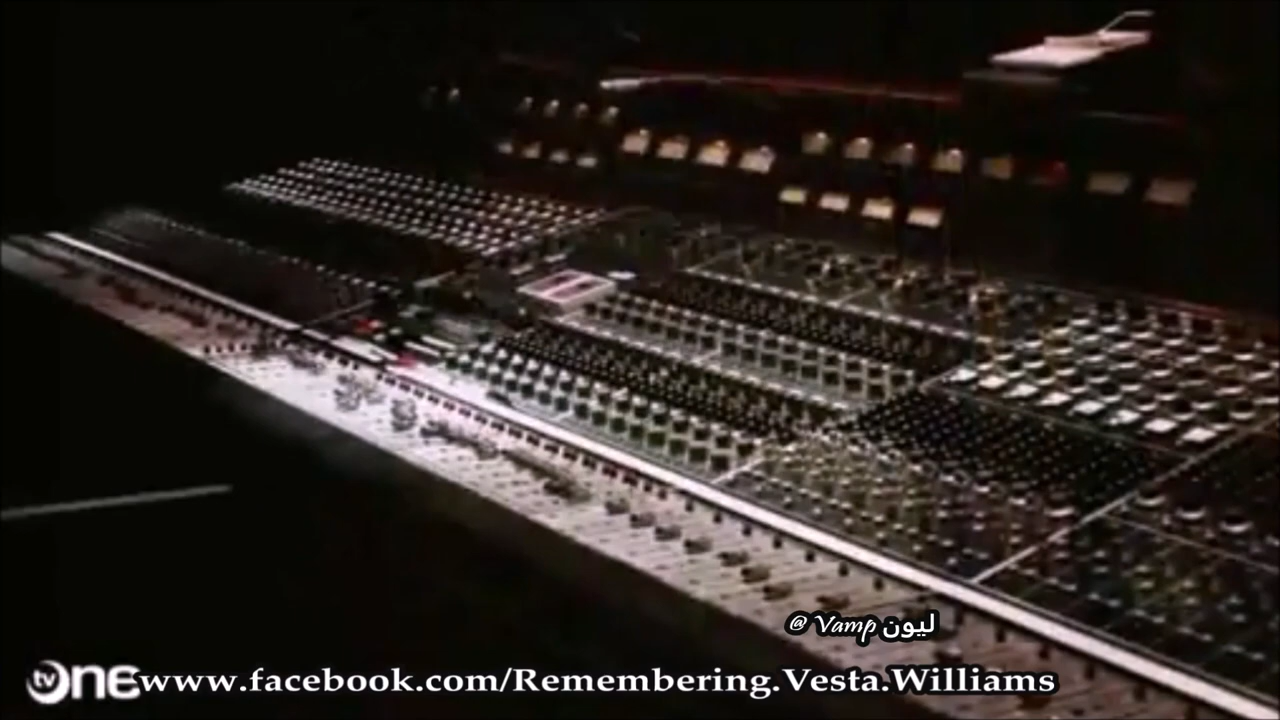 @ Vamp ليون
tv ONE
www.facebook.com/Remembering.Vesta.Williams